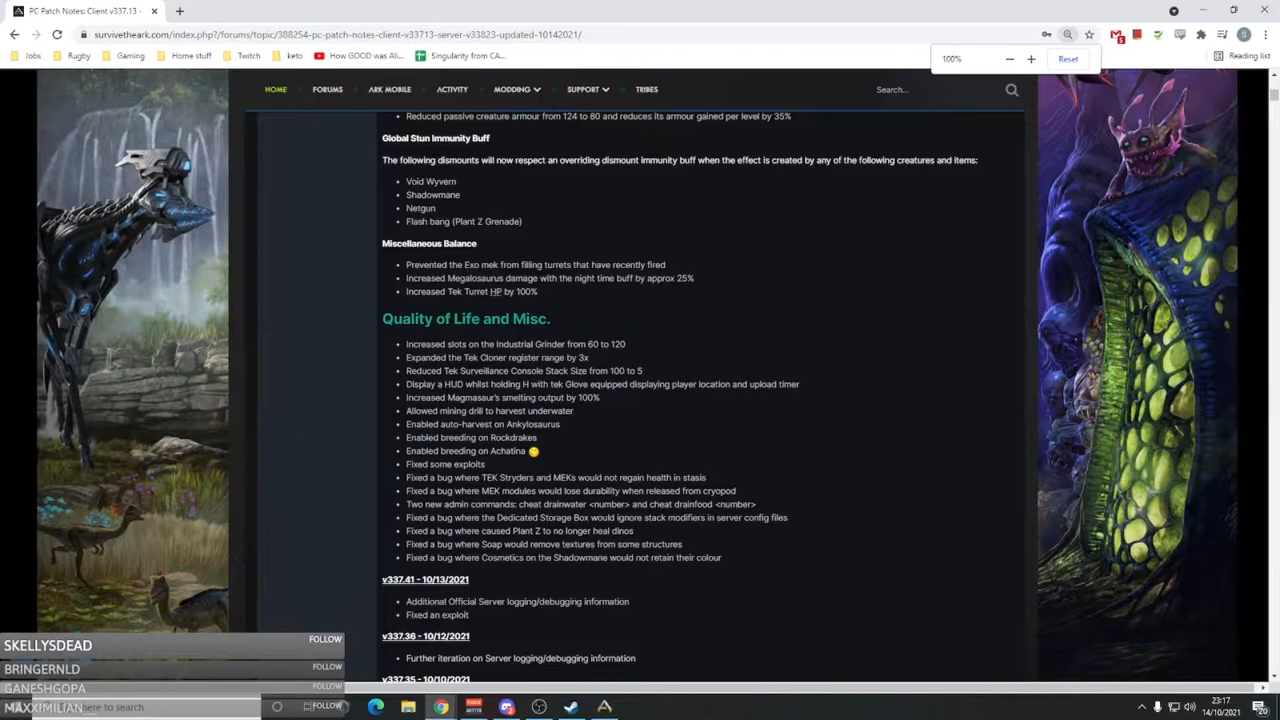 PC Patch Notes: Client v337.13 -
survivetheark.com/index.php?/forums/topic/388254-pc-patch-notes-client-v33713-server-v33823-updated-10142021/
Jobs Rugby Gaming Home stuff Twitch keto How GOOD was Ali... Singularity from CA... Reading list
100% Reset
HOME FORUMS ARK MOBILE ACTIVITY MODDING SUPPORT TRIBES Search...
• Reduced passive creature armour from 124 to 80 and reduces its armour gained per level by 35%
Global Stun Immunity Buff
The following dismounts will now respect an overriding dismount immunity buff when the effect is created by any of the following creatures and items:
• Void Wyvern
• Shadowmane
• Netgun
• Flash bang (Plant Z Grenade)
Miscellaneous Balance
• Prevented the Exo mek from filling turrets that have recently fired
• Increased Megalosaurus damage with the night time buff by approx 25%
• Increased Tek Turret HP by 100%
Quality of Life and Misc.
• Increased slots on the Industrial Grinder from 60 to 120
• Expanded the Tek Cloner register range by 3x
• Reduced Tek Surveillance Console Stack Size from 100 to 5
• Display a HUD whilst holding H with tek Glove equipped displaying player location and upload timer
• Increased Magmasaur's smelting output by 100%
• Allowed mining drill to harvest underwater
• Enabled auto-harvest on Ankylosaurus
• Enabled breeding on Rockdrakes
• Enabled breeding on Achatina
• Fixed some exploits
• Fixed a bug where TEK Stryders and MEKs would not regain health in stasis
• Fixed a bug where MEK modules would lose durability when released from cryopod
• Two new admin commands: cheat drainwater <number> and cheat drainfood <number>
• Fixed a bug where the Dedicated Storage Box would ignore stack modifiers in server config files
• Fixed a bug where caused Plant Z to no longer heal dinos
• Fixed a bug where Soap would remove textures from some structures
• Fixed a bug where Cosmetics on the Shadowmane would not retain their colour
v337.41 - 10/13/2021
• Additional Official Server logging/debugging information
• Fixed an exploit
v337.36 - 10/12/2021
• Further iteration on Server logging/debugging information
v337.35 - 10/10/2021
SKELLYSDEAD FOLLOW
BRINGERNLD FOLLOW
GANESHGOPA FOLLOW
MAXXIMILIAN__ FOLLOW
here to search
23:17
14/10/2021
20